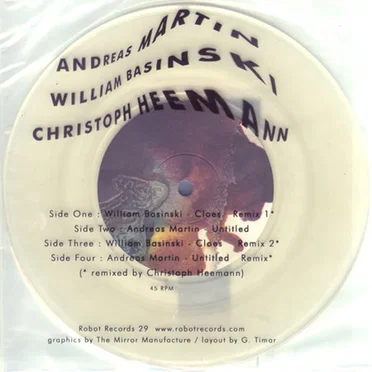 ANDREAS MARTIN
WILLIAM BASINSKI
CHRISTOPH HEEMANN
Side One : William Basinski - Cloes Remix 1*
Side Two : Andreas Martin - Untitled
Side Three : William Basinski - Cloes Remix 2*
Side Four : Andreas Martin - Untitled Remix*
(* remixed by Christoph Heemann)
45 RPM
Robot Records 29 www.robotrecords.com
graphics by The Mirror Manufacture / layout by G. Timar